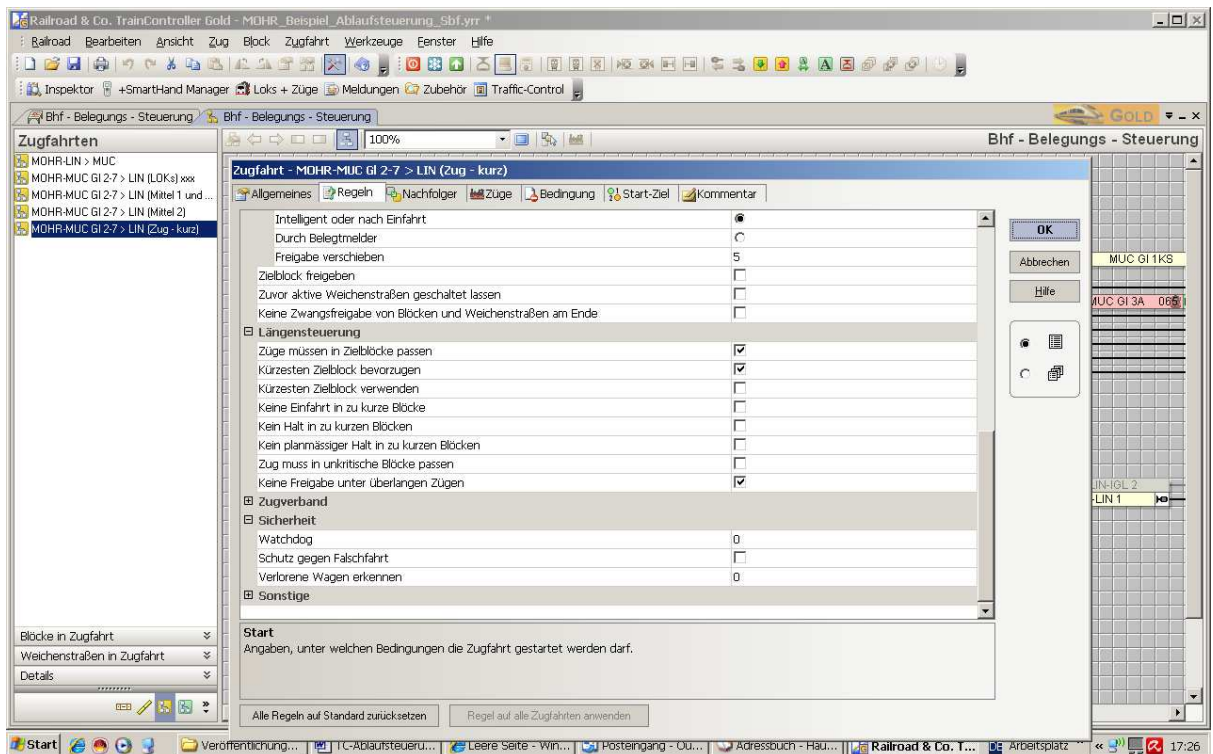 Railroad & Co. TrainController Gold - MOHR_Beispiel_Ablaufsteuerung_Sbf.yrr *
Railroad Bearbeiten Ansicht Zug Block Zugfahrt Werkzeuge Fenster Hilfe
Inspektor +SmartHand Manager Loks + Züge Meldungen Zubehör Traffic-Control
Bhf - Belegungs - Steuerung Bhf - Belegungs - Steuerung GOLD
Zugfahrten 100% Bhf - Belegungs - Steuerung
MOHR-LIN > MUC
MOHR-MUC Gl 2-7 > LIN (LOKs) xxx
MOHR-MUC Gl 2-7 > LIN (Mittel 1 und ...
MOHR-MUC Gl 2-7 > LIN (Mittel 2)
MOHR-MUC Gl 2-7 > LIN (Zug - kurz)
Zugfahrt - MOHR-MUC Gl 2-7 > LIN (Zug - kurz)
Allgemeines Regeln Nachfolger Züge Bedingung Start-Ziel Kommentar
Intelligent oder nach Einfahrt
Durch Belegtmelder
Freigabe verschieben 5
Zielblock freigeben
Zuvor aktive Weichenstraßen geschaltet lassen
Keine Zwangsfreigabe von Blöcken und Weichenstraßen am Ende
Längensteuerung
Züge müssen in Zielblöcke passen
Kürzesten Zielblock bevorzugen
Kürzesten Zielblock verwenden
Keine Einfahrt in zu kurze Blöcke
Kein Halt in zu kurzen Blöcken
Kein planmässiger Halt in zu kurzen Blöcken
Zug muss in unkritische Blöcke passen
Keine Freigabe unter überlangen Zügen
Zugverband
Sicherheit
Watchdog 0
Schutz gegen Falschfahrt
Verlorene Wagen erkennen 0
Sonstige
OK
Abbrechen
Hilfe
MUC Gl 1KS
MUC Gl 3A 065
LIN-IGL 2
-LIN 1
Start
Angaben, unter welchen Bedingungen die Zugfahrt gestartet werden darf.
Alle Regeln auf Standard zurücksetzen Regel auf alle Zugfahrten anwenden
Blöcke in Zugfahrt
Weichenstraßen in Zugfahrt
Details
Start Veröffentlichung... TC-Ablaufsteueru... Leere Seite - Win... Posteingang - Ou... Adressbuch - Hau... Railroad & Co. T... DE Arbeitsplatz 17:26